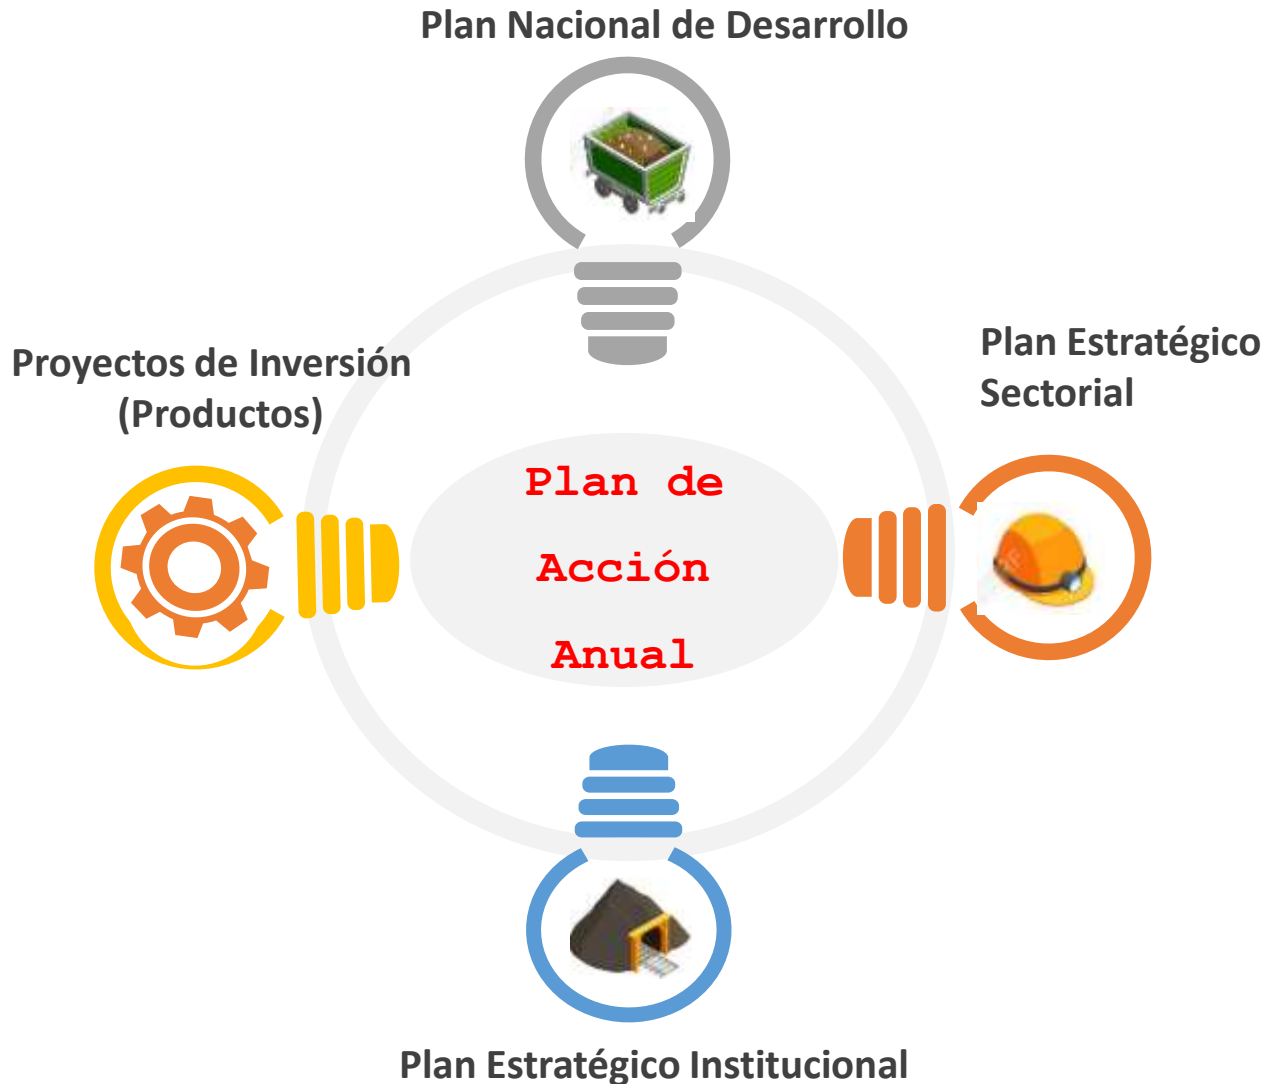 Plan Nacional de Desarrollo
Proyectos de Inversión
(Productos)
Plan Estratégico
Sectorial
Plan de
Acción
Anual
Plan Estratégico Institucional